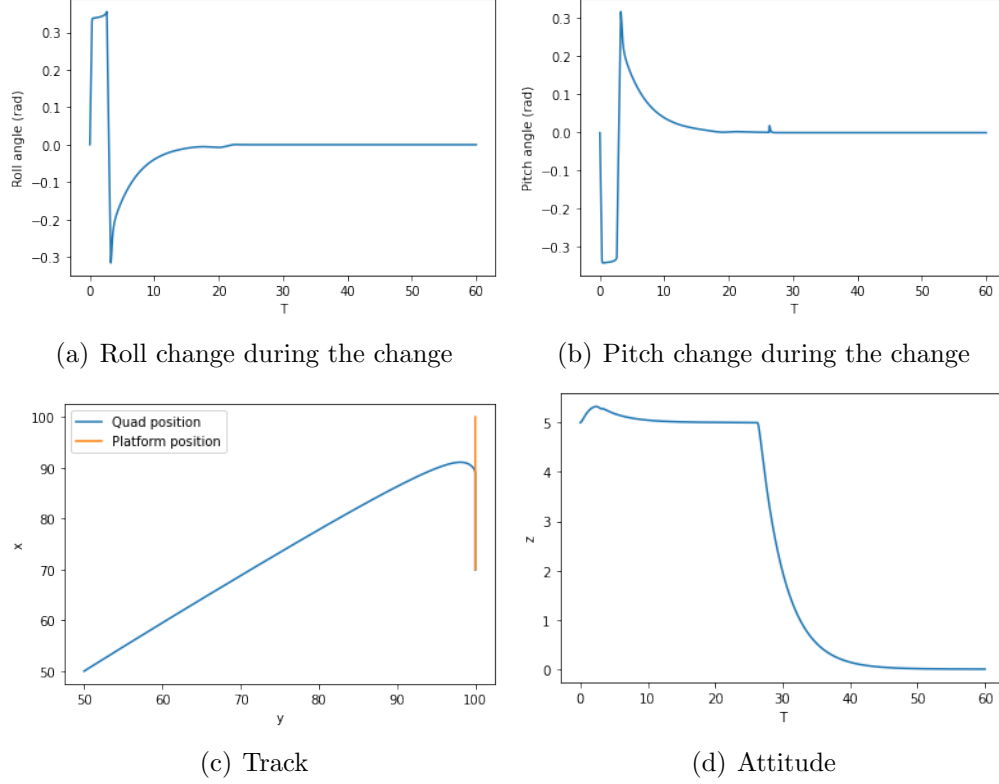 0.3
0.2
0.1
0.0
−0.1
−0.2
−0.3
Roll angle (rad)
0 10 20 30 40 50 60
T
(a) Roll change during the change
0.3
0.2
0.1
0.0
−0.1
−0.2
−0.3
Pitch angle (rad)
0 10 20 30 40 50 60
T
(b) Pitch change during the change
Quad position
Platform position
100
90
80
70
60
50
x
50 60 70 80 90 100
y
(c) Track
5
4
3
2
1
0
z
0 10 20 30 40 50 60
T
(d) Attitude